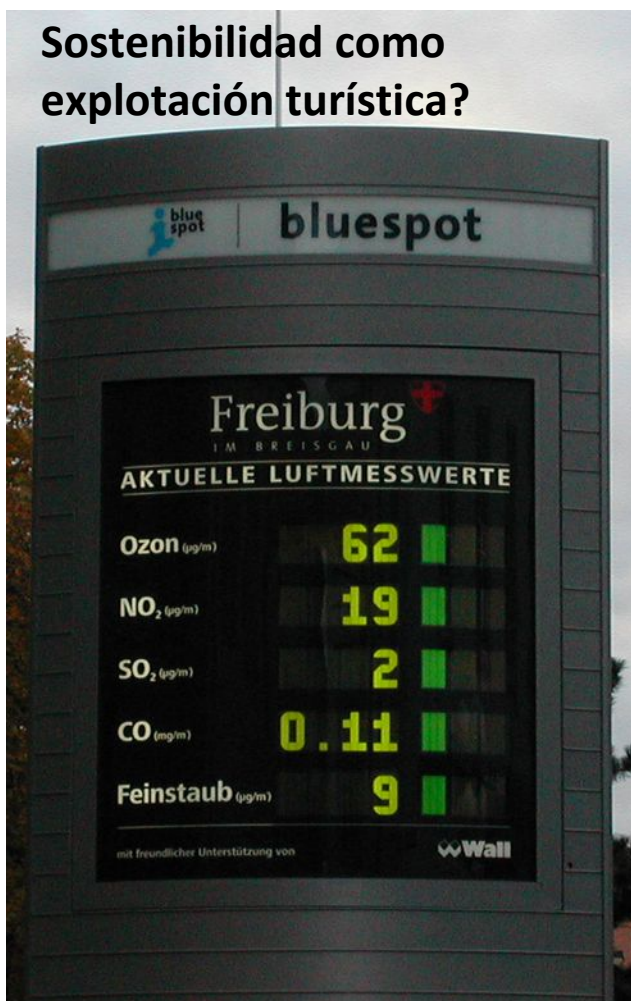 Sostenibilidad como
explotación turística?
blue
spot
bluespot
Freiburg
IM BREISGAU
AKTUELLE LUFTMESSWERTE
Ozon (µg/m) 62
NO₂ (µg/m) 19
SO₂ (µg/m) 2
CO (mg/m) 0.11
Feinstaub (µg/m) 9
mit freundlicher Unterstützung von Wall